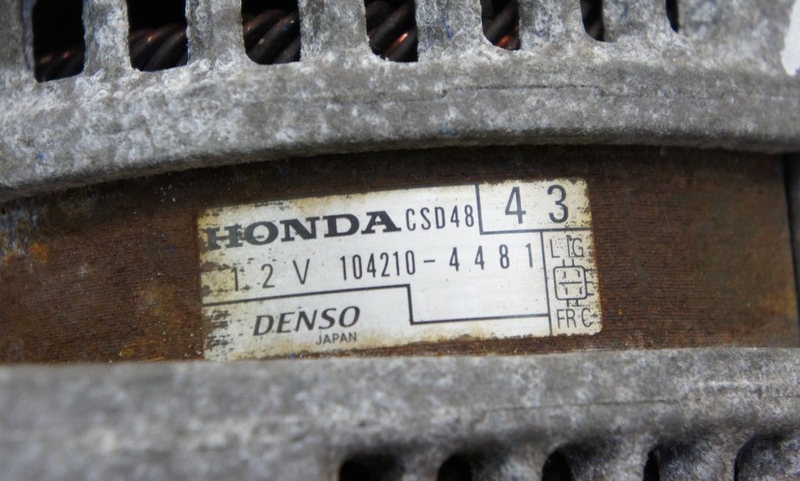 HONDA CSD48 43
12V 104210-4481
L IG
DENSO
JAPAN
FR C